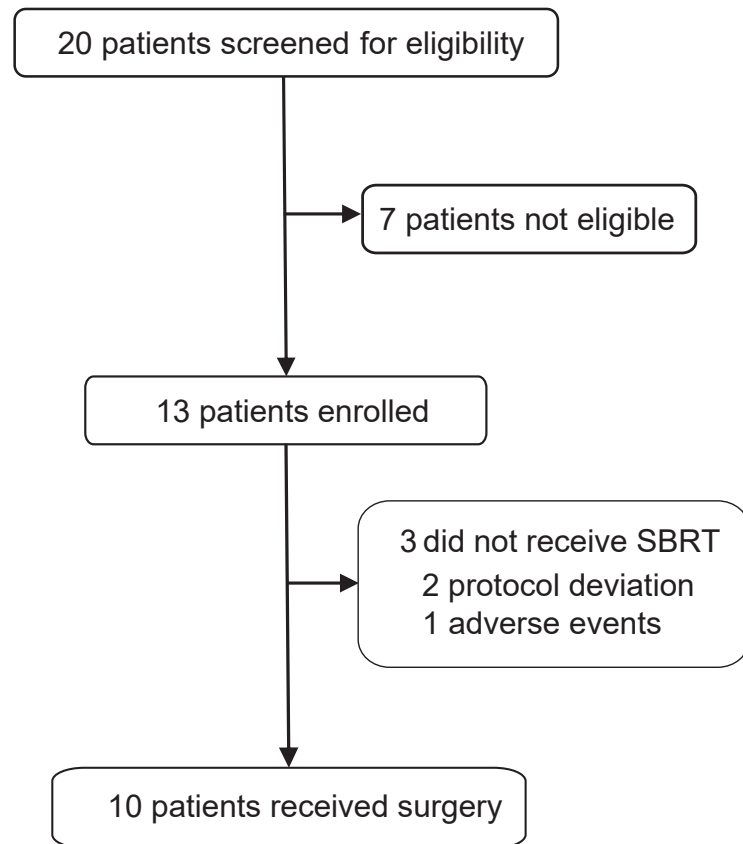 20 patients screened for eligibility
7 patients not eligible
13 patients enrolled
3 did not receive SBRT
2 protocol deviation
1 adverse events
10 patients received surgery